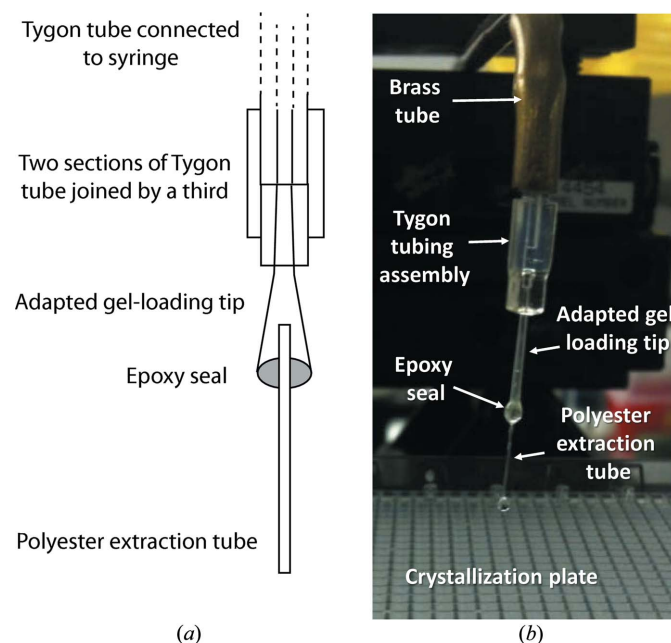 Tygon tube connected
to syringe
Two sections of Tygon
tube joined by a third
Adapted gel-loading tip
Epoxy seal
Polyester extraction tube
(a)
Brass
tube
4454
Tygon
tubing
assembly
Adapted gel
loading tip
Epoxy
seal
Polyester
extraction
tube
Crystallization plate
(b)